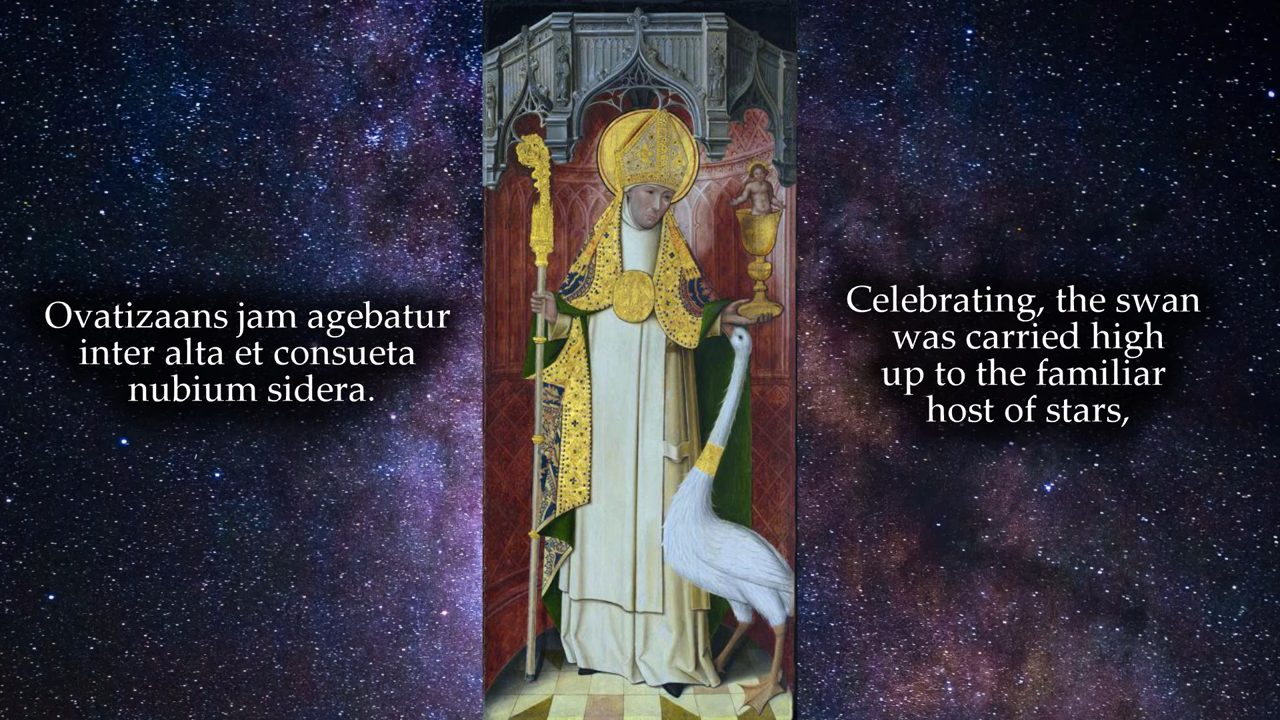 Ovatizaans jam agebatur
inter alta et consueta
nubium sidera.
Celebrating, the swan
was carried high
up to the familiar
host of stars,